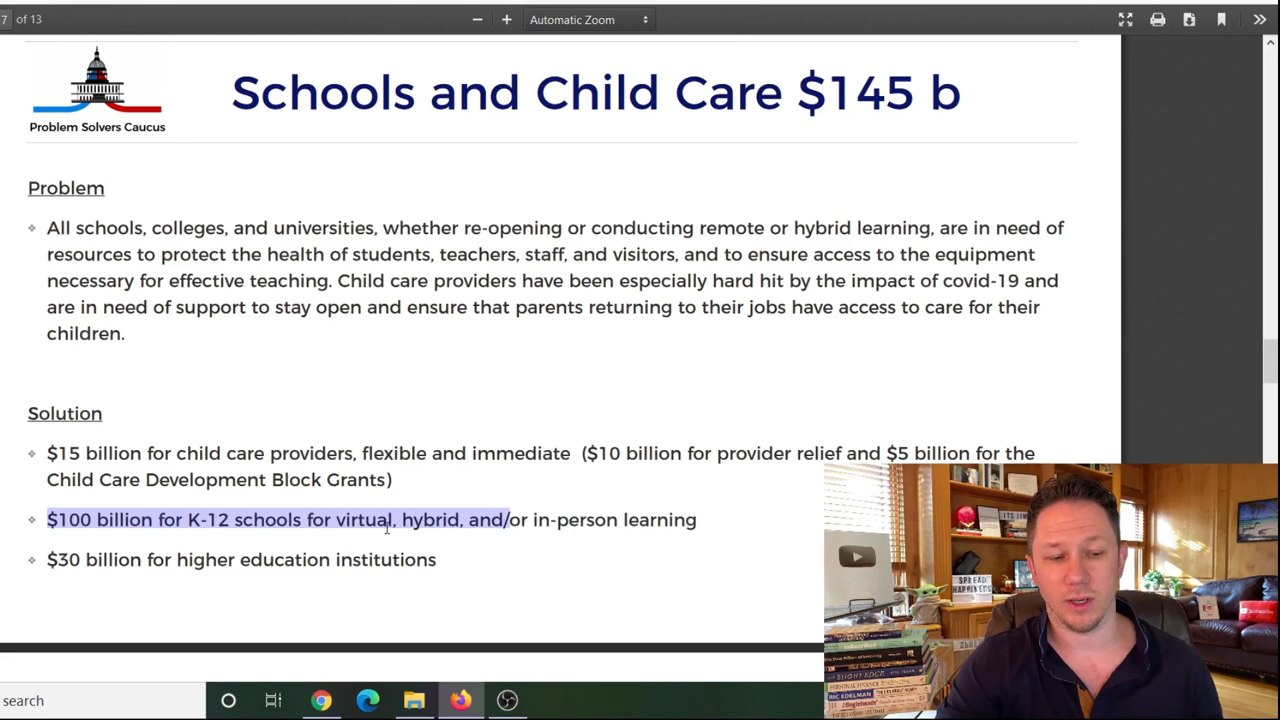 7 of 13
Automatic Zoom
Problem Solvers Caucus
Schools and Child Care $145 b
Problem
All schools, colleges, and universities, whether re-opening or conducting remote or hybrid learning, are in need of
resources to protect the health of students, teachers, staff, and visitors, and to ensure access to the equipment
necessary for effective teaching. Child care providers have been especially hard hit by the impact of covid-19 and
are in need of support to stay open and ensure that parents returning to their jobs have access to care for their
children.
Solution
$15 billion for child care providers, flexible and immediate ($10 billion for provider relief and $5 billion for the
Child Care Development Block Grants)
$100 billion for K-12 schools for virtual, hybrid, and/or in-person learning
$30 billion for higher education institutions
SPREAD
HAPPINESS
SLIGHT EDGE
RIC EDELMAN
search